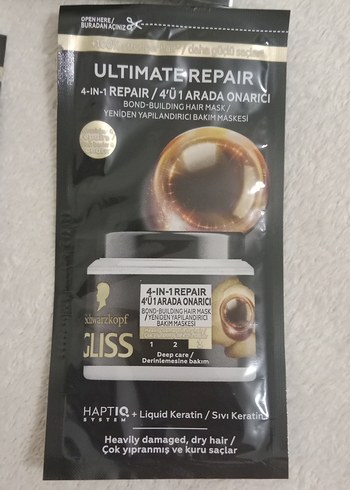 OPEN HERE /
BURADAN AÇINIZ
/ daha güçlü saçlar
ULTIMATE REPAIR
4-IN-1 REPAIR / 4'Ü 1 ARADA ONARICI
BOND-BUILDING HAIR MASK /
YENİDEN YAPILANDIRICI BAKIM MASKESİ
Schwarzkopf
GLISS
4-IN-1 REPAIR
4'Ü 1 ARADA ONARICI
BOND-BUILDING HAIR MASK
/ YENİDEN YAPILANDIRICI
BAKIM MASKESİ
1 2
Deep care /
Derinlemesine bakım
HAPTIQ SYSTEM + Liquid Keratin / Sıvı Keratin
Heavily damaged, dry hair /
Çok yıpranmış ve kuru saçlar